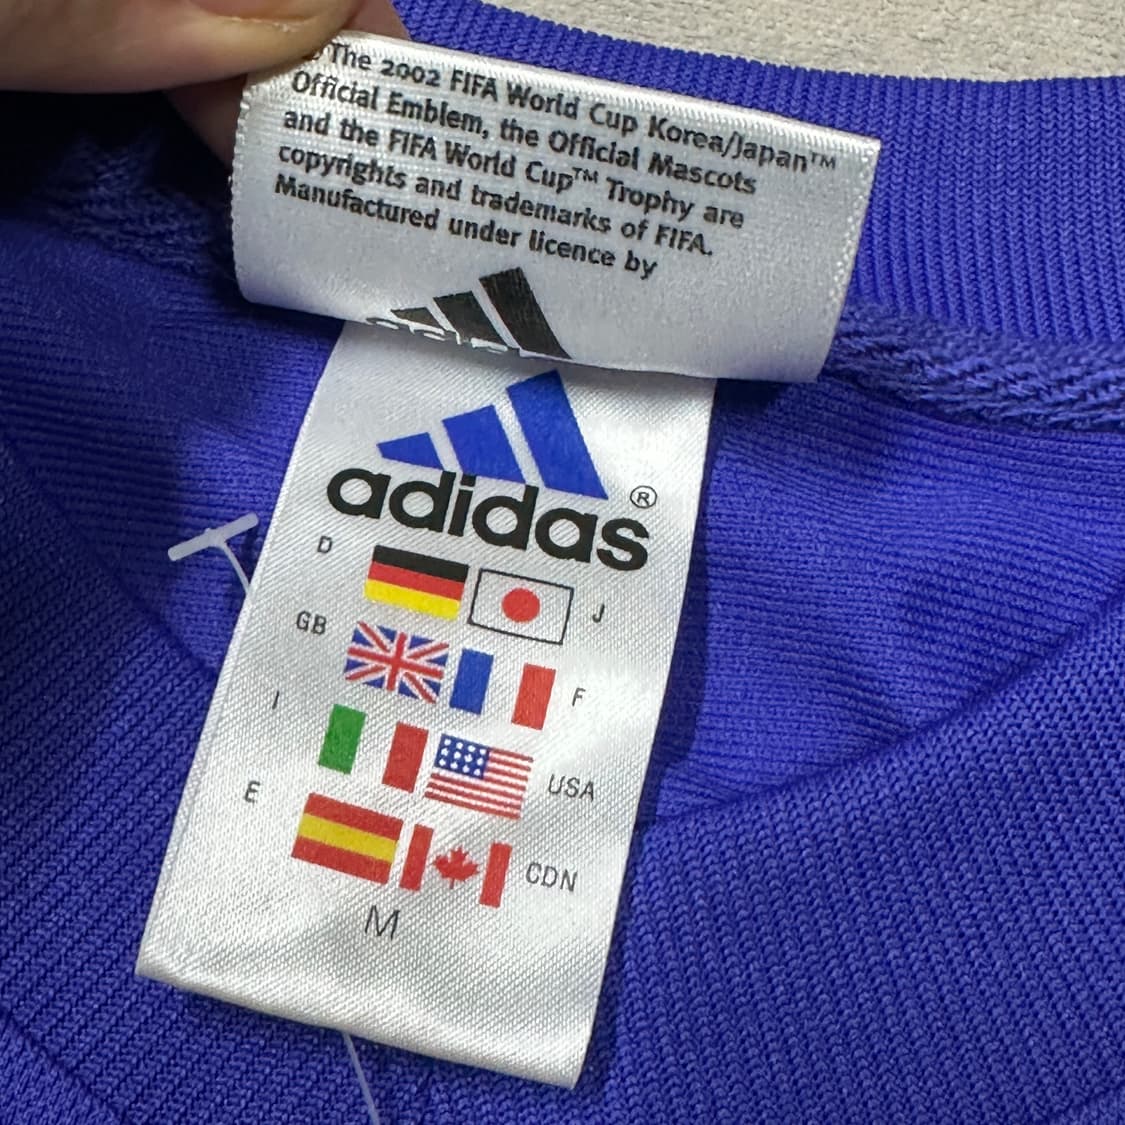 © The 2002 FIFA World Cup Korea/Japan™
Official Emblem, the Official Mascots
and the FIFA World Cup™ Trophy are
copyrights and trademarks of FIFA.
Manufactured under licence by
adidas®
D J
GB F
I USA
E CDN
M